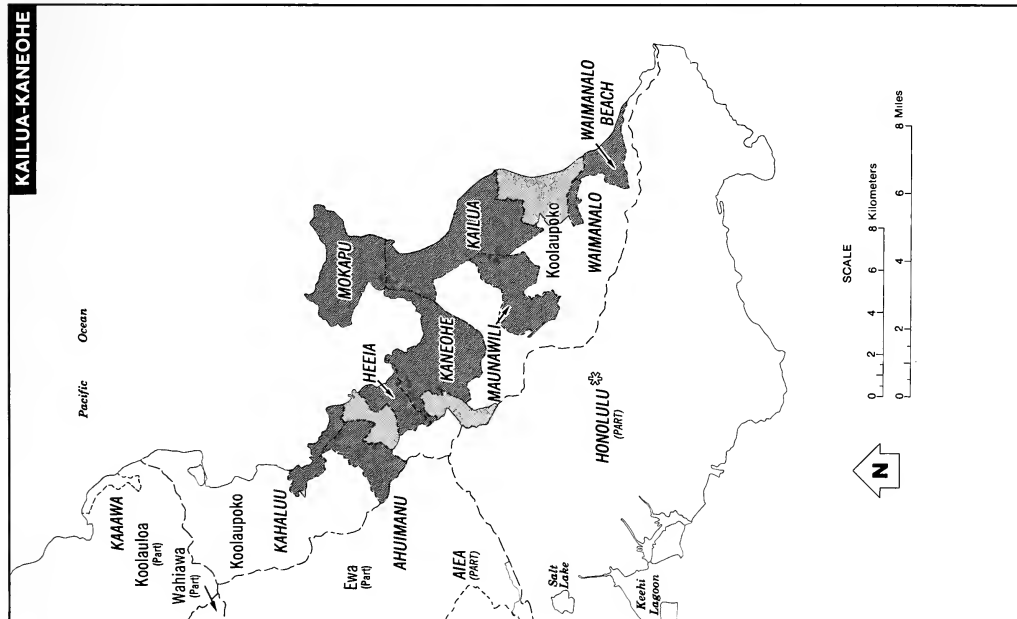 KAILUA-KANEOHE
Pacific Ocean
KAAAWA
Koolauloa
(Part)
Wahiawa
(Part)
Koolaupoko
KAHALUU
Ewa
(Part)
AHUIMANU
AIEA
(PART)
Salt
Lake
Keehi
Lagoon
HEEIA
MOKAPU
KANEOHE
KAILUA
MAUNAWILI
Koolaupoko
WAIMANALO
WAIMANALO
BEACH
HONOLULU
(PART)
SCALE
0 2 4 6 8 Kilometers
0 2 4 6 8 Miles
N